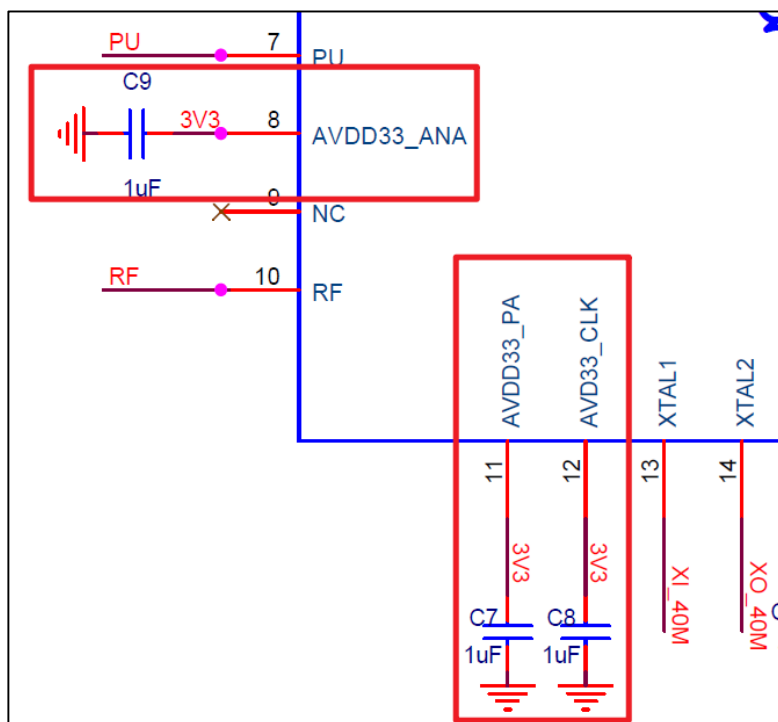 PU 7 PU
C9
3V3 8 AVDD33_ANA
1uF
9 NC
RF 10 RF
AVDD33_PA
AVD33_CLK
XTAL1
XTAL2
11
12
13
14
3V3
3V3
XI_40M
XO_40M
C7
1uF
C8
1uF